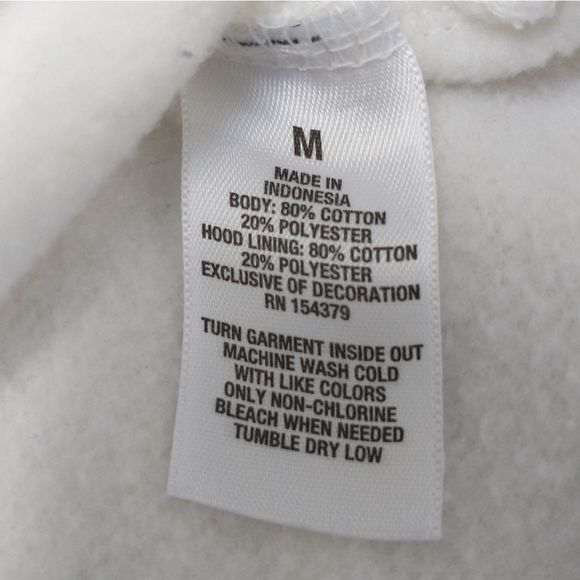 M
MADE IN
INDONESIA
BODY: 80% COTTON
20% POLYESTER
HOOD LINING: 80% COTTON
20% POLYESTER
EXCLUSIVE OF DECORATION
RN 154379
TURN GARMENT INSIDE OUT
MACHINE WASH COLD
WITH LIKE COLORS
ONLY NON-CHLORINE
BLEACH WHEN NEEDED
TUMBLE DRY LOW